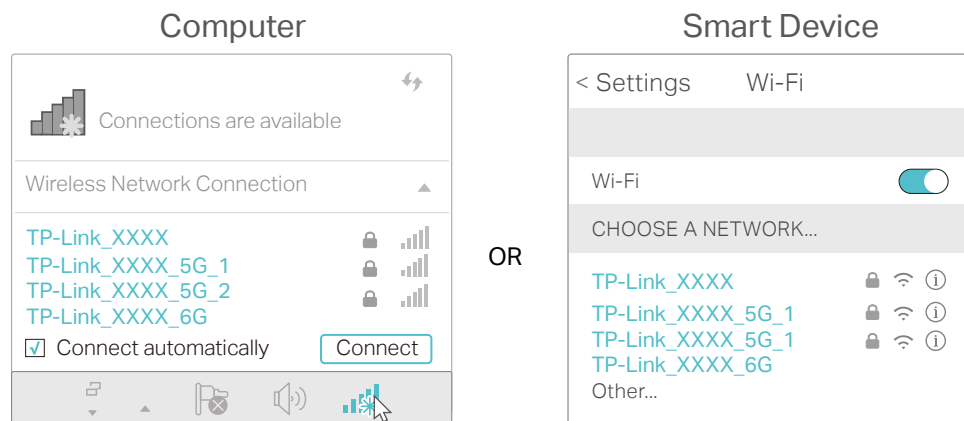 Computer
Connections are available
Wireless Network Connection
TP-Link_XXXX
TP-Link_XXXX_5G_1
TP-Link_XXXX_5G_2
TP-Link_XXXX_6G
Connect automatically
Connect
OR
Smart Device
< Settings Wi-Fi
Wi-Fi
CHOOSE A NETWORK...
TP-Link_XXXX
TP-Link_XXXX_5G_1
TP-Link_XXXX_5G_1
TP-Link_XXXX_6G
Other...